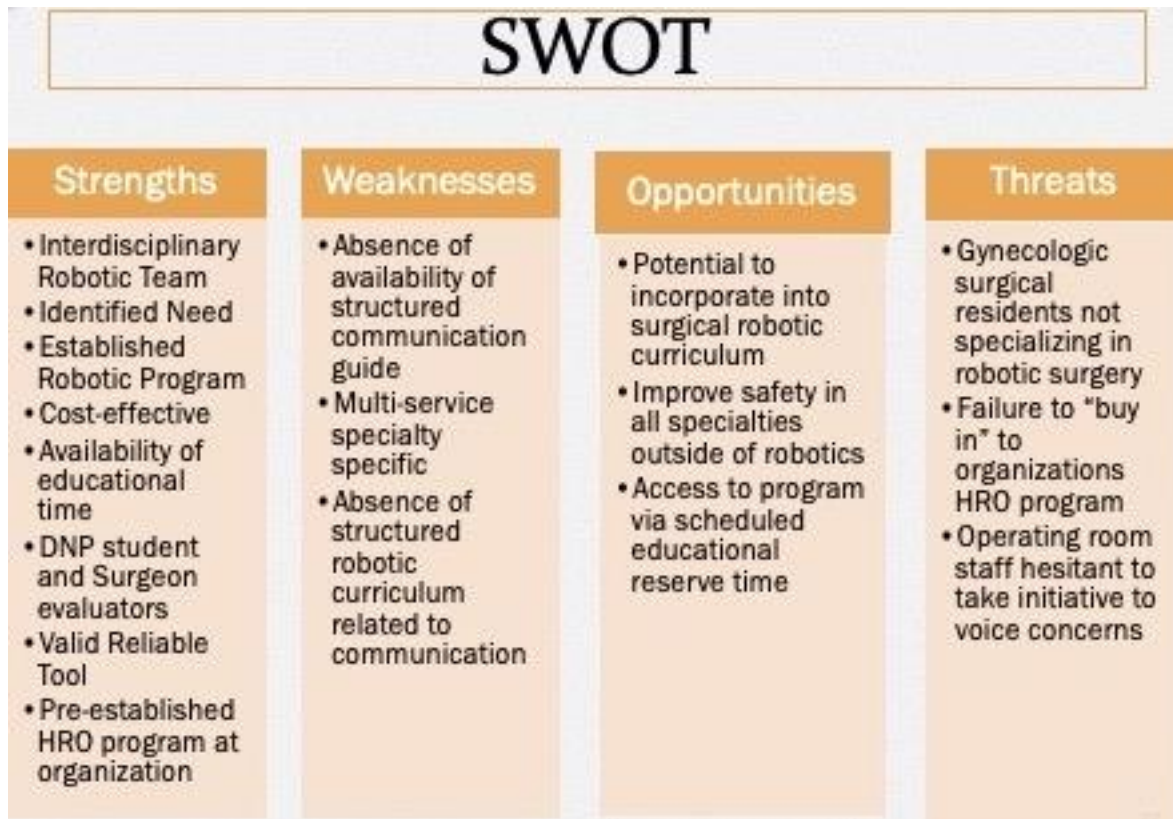 SWOT
Strengths
• Interdisciplinary
Robotic Team
• Identified Need
• Established
Robotic Program
• Cost-effective
• Availability of
educational
time
• DNP student
and Surgeon
evaluators
• Valid Reliable
Tool
• Pre-established
HRO program at
organization
Weaknesses
• Absence of
availability of
structured
communication
guide
• Multi-service
specialty
specific
• Absence of
structured
robotic
curriculum
related to
communication
Opportunities
• Potential to
incorporate into
surgical robotic
curriculum
• Improve safety in
all specialties
outside of robotics
• Access to program
via scheduled
educational
reserve time
Threats
• Gynecologic
surgical
residents not
specializing in
robotic surgery
• Failure to “buy
in” to
organizations
HRO program
• Operating room
staff hesitant to
take initiative to
voice concerns